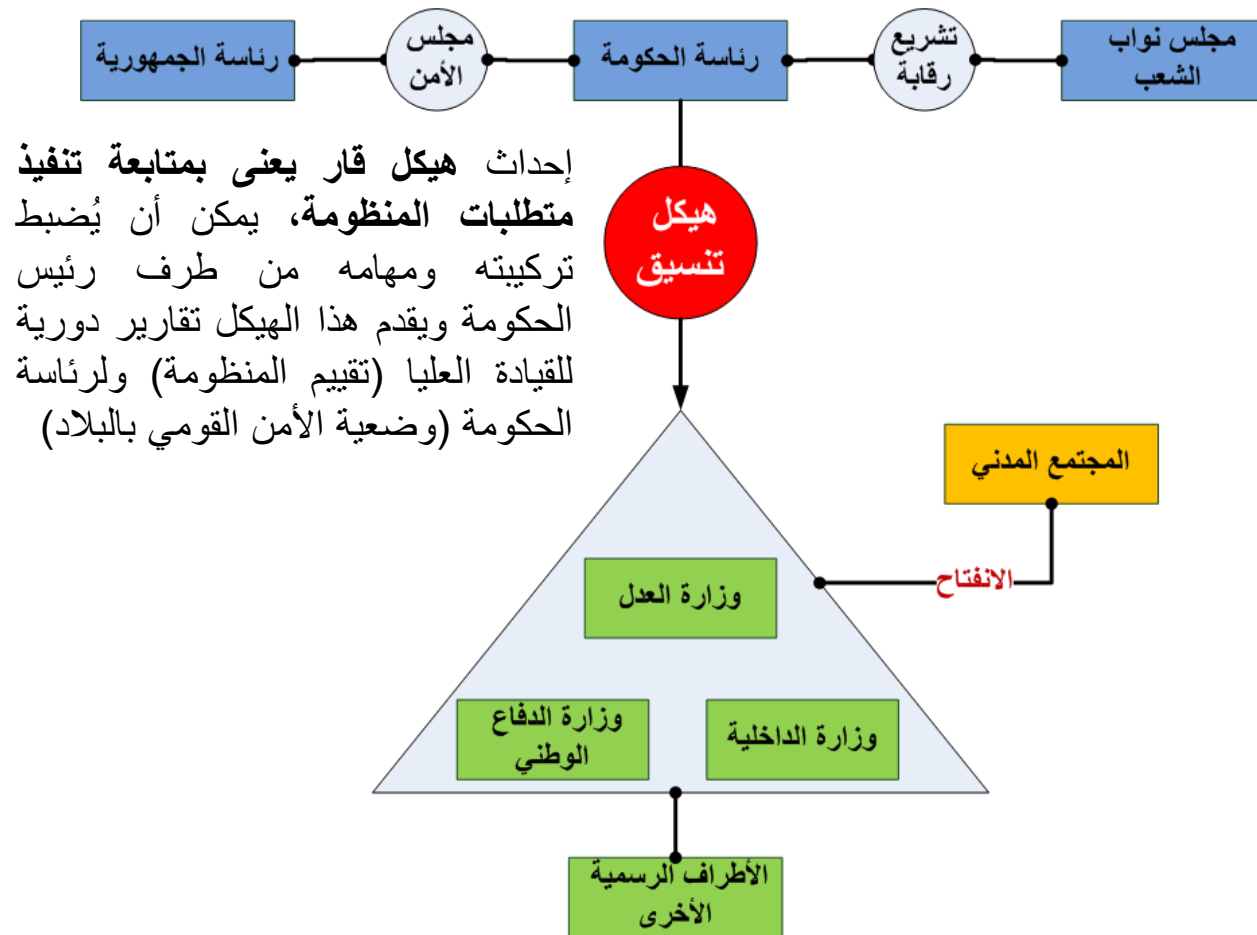 مجلس نواب
الشعب
تشريع
رقابة
رئاسة الحكومة
مجلس
الأمن
رئاسة الجمهورية
إحداث هيكل قار يعنى بمتابعة تنفيذ
متطلبات المنظومة، يمكن أن يُضبط
تركيبته ومهامه من طرف رئيس
الحكومة ويقدم هذا الهيكل تقارير دورية
للقيادة العليا (تقييم المنظومة) ولرئاسة
الحكومة (وضعية الأمن القومي بالبلاد)
هيكل
تنسيق
المجتمع المدني
الانفتاح
وزارة العدل
وزارة الداخلية
وزارة الدفاع
الوطني
الأطراف الرسمية
الأخرى